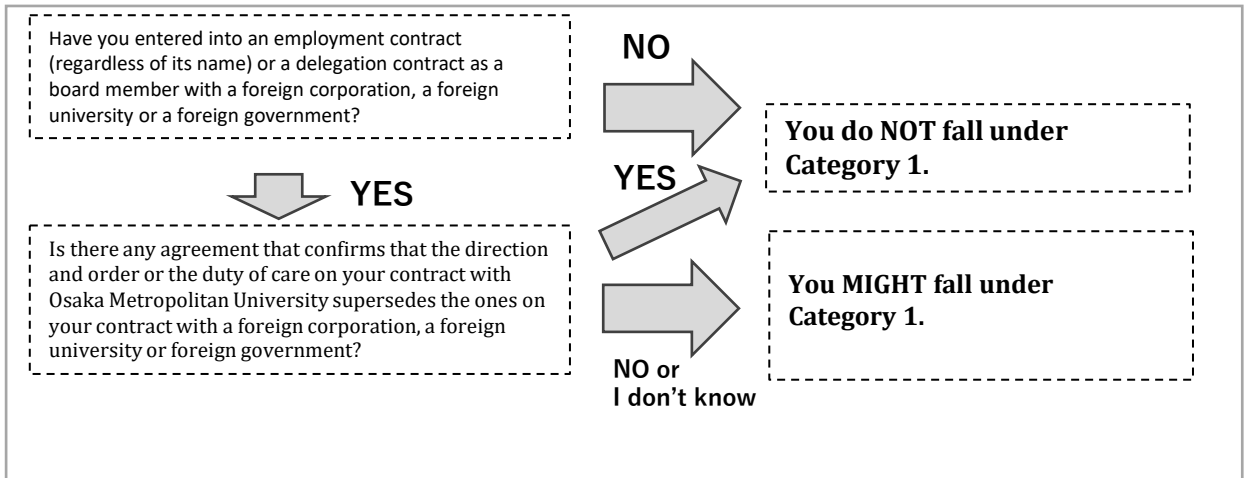 Have you entered into an employment contract
(regardless of its name) or a delegation contract as a
board member with a foreign corporation, a foreign
university or a foreign government?
NO
You do NOT fall under
Category 1.
YES
YES
Is there any agreement that confirms that the direction
and order or the duty of care on your contract with
Osaka Metropolitan University supersedes the ones on
your contract with a foreign corporation, a foreign
university or foreign government?
You MIGHT fall under
Category 1.
NO or
I don't know